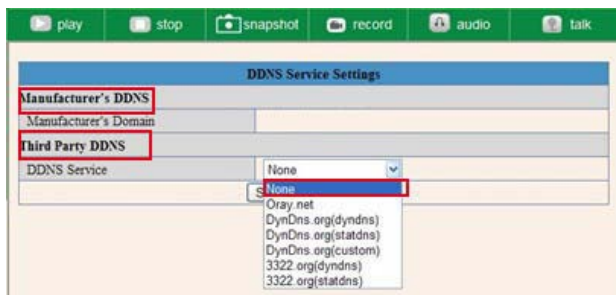 play stop snapshot record audio talk
DDNS Service Settings
Manufacturer's DDNS
Manufacturer's Domain
Third Party DDNS
DDNS Service None
None
Oray.net
DynDns.org(dyndns)
DynDns.org(statdns)
DynDns.org(custom)
3322.org(dyndns)
3322.org(statdns)